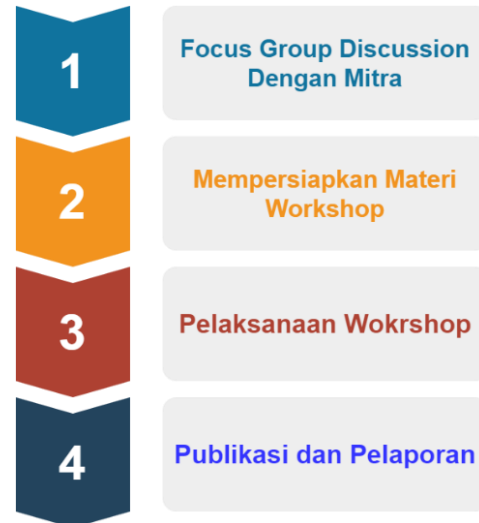 1
Focus Group Discussion
Dengan Mitra
2
Mempersiapkan Materi
Workshop
3
Pelaksanaan Wokrshop
4
Publikasi dan Pelaporan